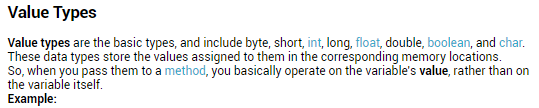 Value Types
Value types are the basic types, and include byte, short, int, long, float, double, boolean, and char.
These data types store the values assigned to them in the corresponding memory locations.
So, when you pass them to a method, you basically operate on the variable's value, rather than on
the variable itself.
Example: